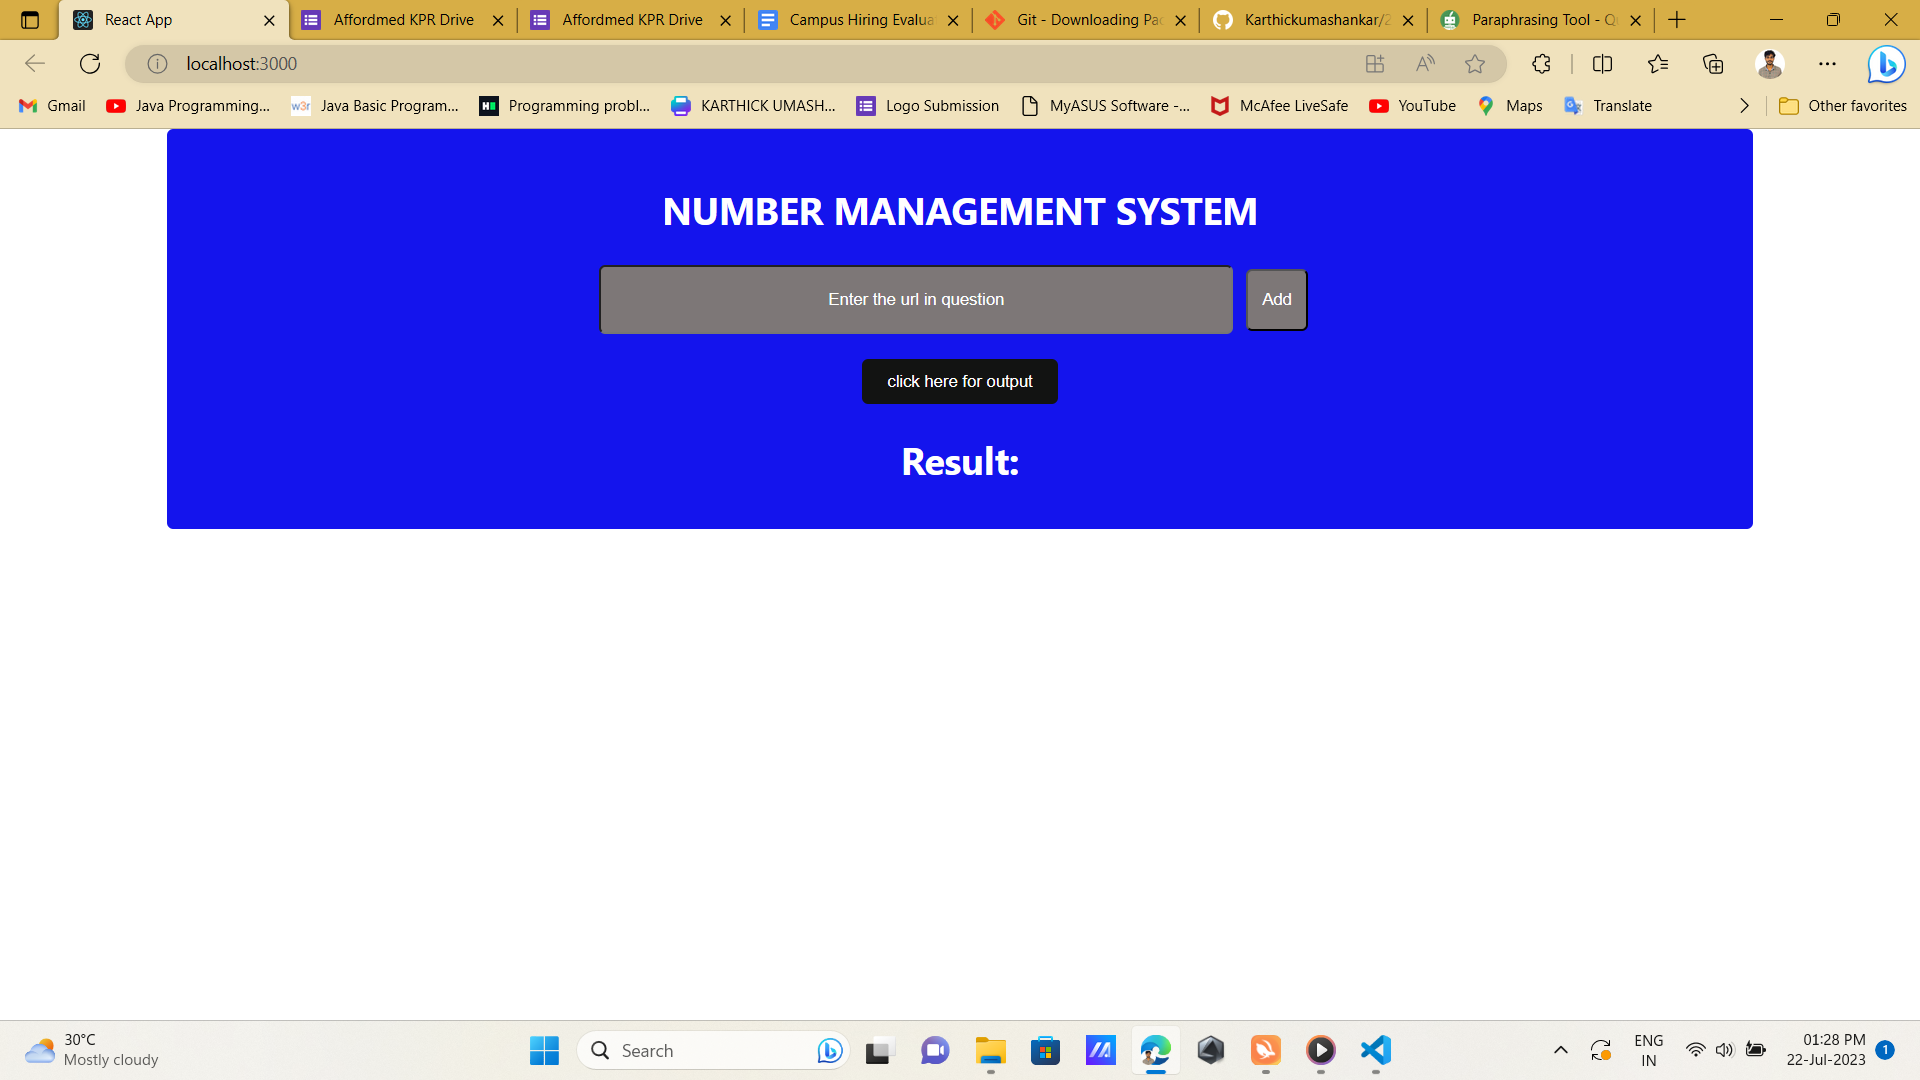 React App
Affordmed KPR Drive
Affordmed KPR Drive
Campus Hiring Evalua
Git - Downloading Pac
Karthickumashankar/2
Paraphrasing Tool - Q
localhost:3000
Gmail
Java Programming...
w3r
Java Basic Program...
Programming probl...
KARTHICK UMASH...
Logo Submission
MyASUS Software -...
McAfee LiveSafe
YouTube
Maps
Translate
Other favorites
NUMBER MANAGEMENT SYSTEM
Enter the url in question
Add
click here for output
Result:
30°C
Mostly cloudy
Search
ENG
IN
01:28 PM
22-Jul-2023
1